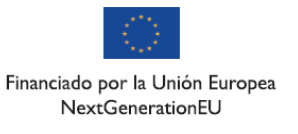 Financiado por la Unión Europea
NextGenerationEU